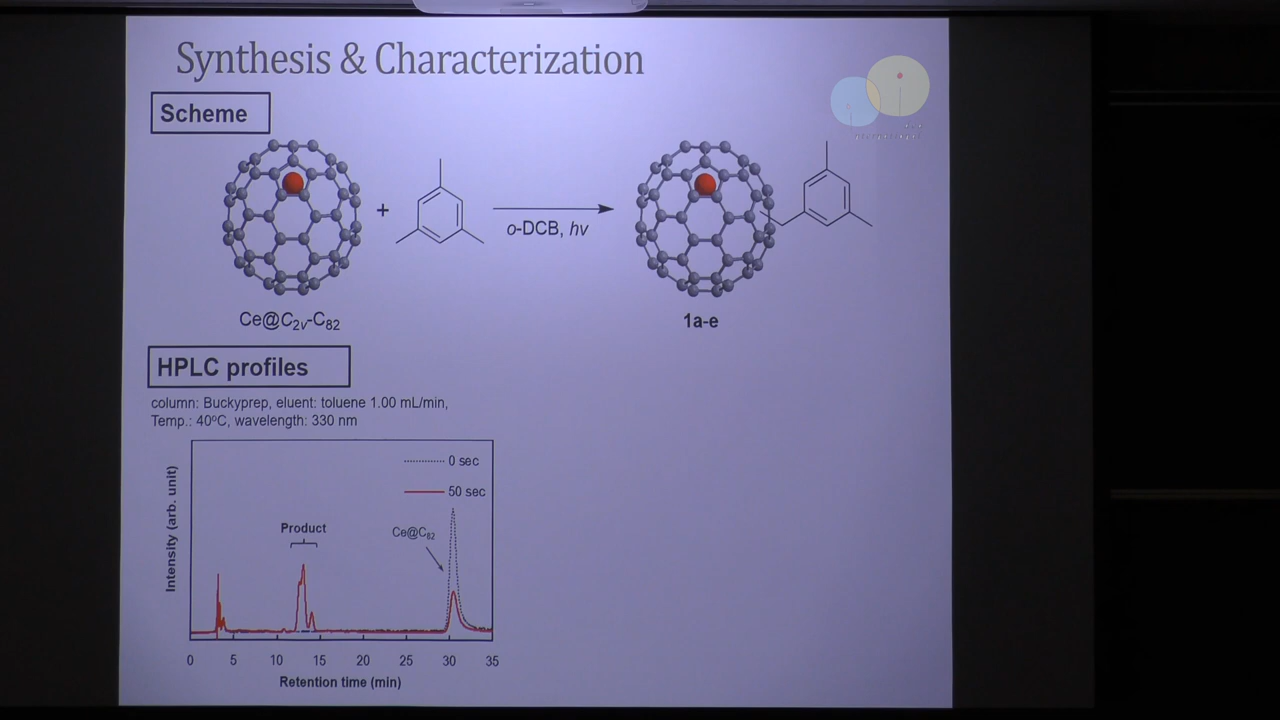 Synthesis & Characterization
Scheme
+
o-DCB, hv
Ce@C2v-C82
1a-e
HPLC profiles
column: Buckyprep, eluent: toluene 1.00 mL/min,
Temp.: 40ºC, wavelength: 330 nm
0 sec
50 sec
Product
Ce@C82
Intensity (arb. unit)
0 5 10 15 20 25 30 35
Retention time (min)